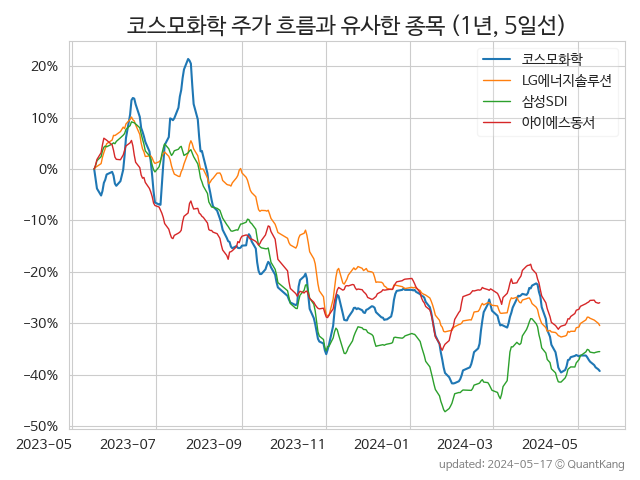 코스모화학 주가 흐름과 유사한 종목 (1년, 5일선)
코스모화학
LG에너지솔루션
삼성SDI
아이에스동서
20%
10%
0%
−10%
−20%
−30%
−40%
−50%
2023-05 2023-07 2023-09 2023-11 2024-01 2024-03 2024-05
updated: 2024-05-17 © QuantKang